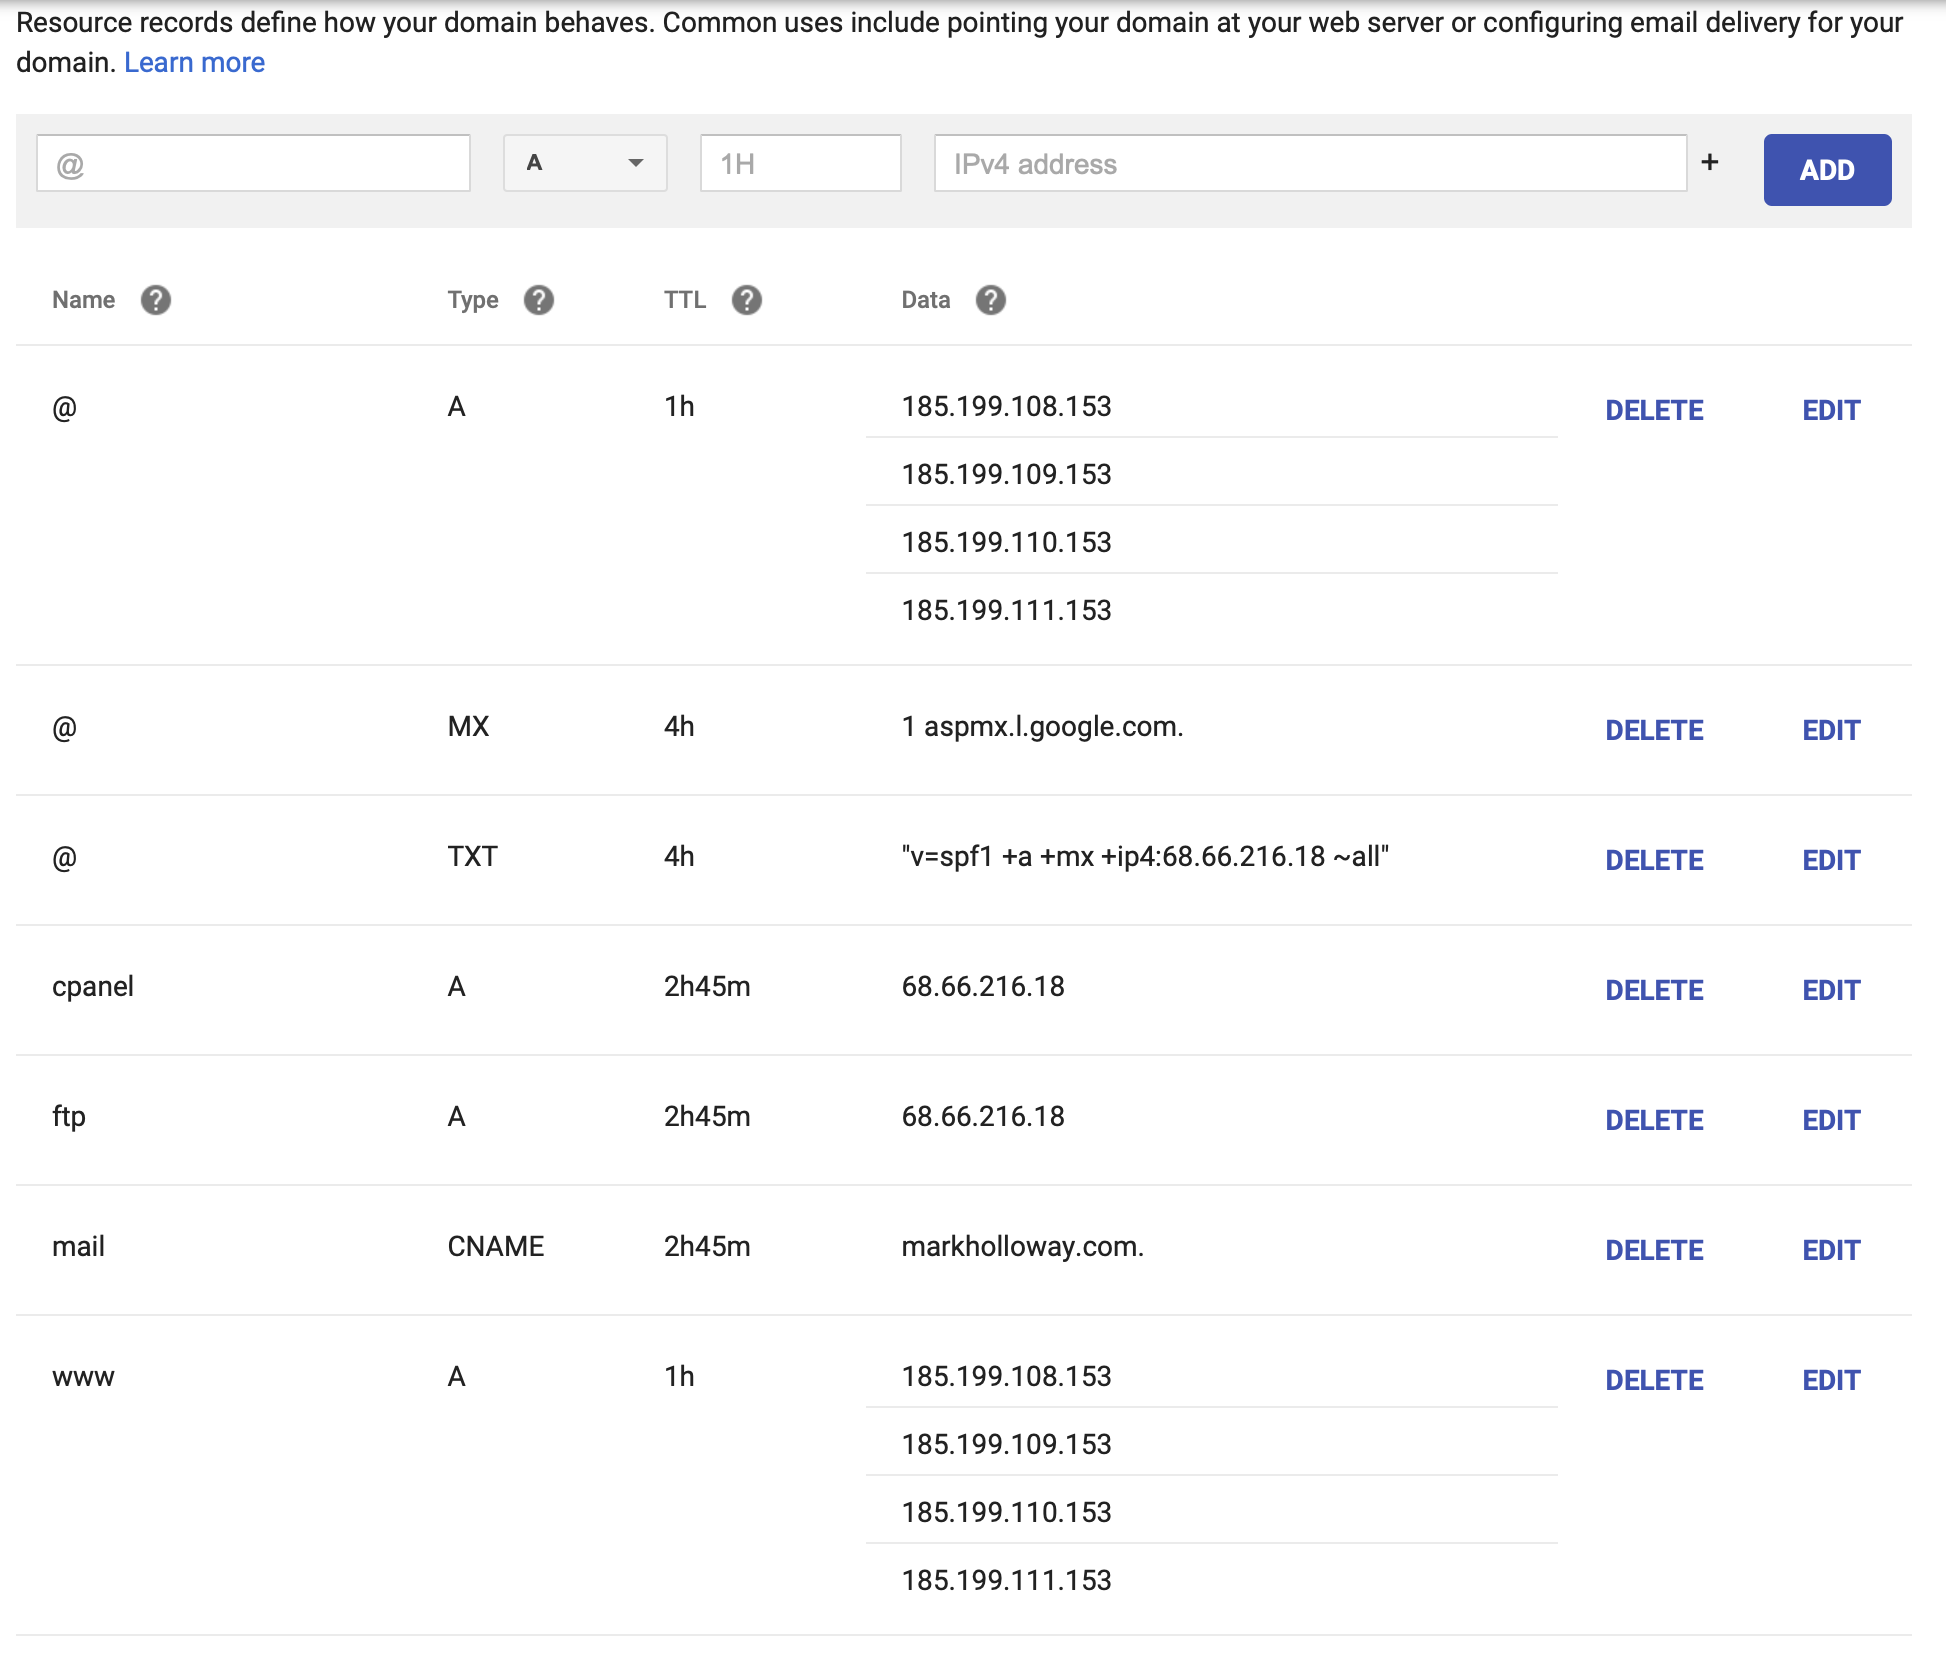 Resource records define how your domain behaves. Common uses include pointing your domain at your web server or configuring email delivery for your
domain. Learn more
@ A 1H IPv4 address + ADD
Name ? Type ? TTL ? Data ?
@ A 1h 185.199.108.153 DELETE EDIT
185.199.109.153
185.199.110.153
185.199.111.153
@ MX 4h 1 aspmx.l.google.com. DELETE EDIT
@ TXT 4h "v=spf1 +a +mx +ip4:68.66.216.18 ~all" DELETE EDIT
cpanel A 2h45m 68.66.216.18 DELETE EDIT
ftp A 2h45m 68.66.216.18 DELETE EDIT
mail CNAME 2h45m markholloway.com. DELETE EDIT
www A 1h 185.199.108.153 DELETE EDIT
185.199.109.153
185.199.110.153
185.199.111.153